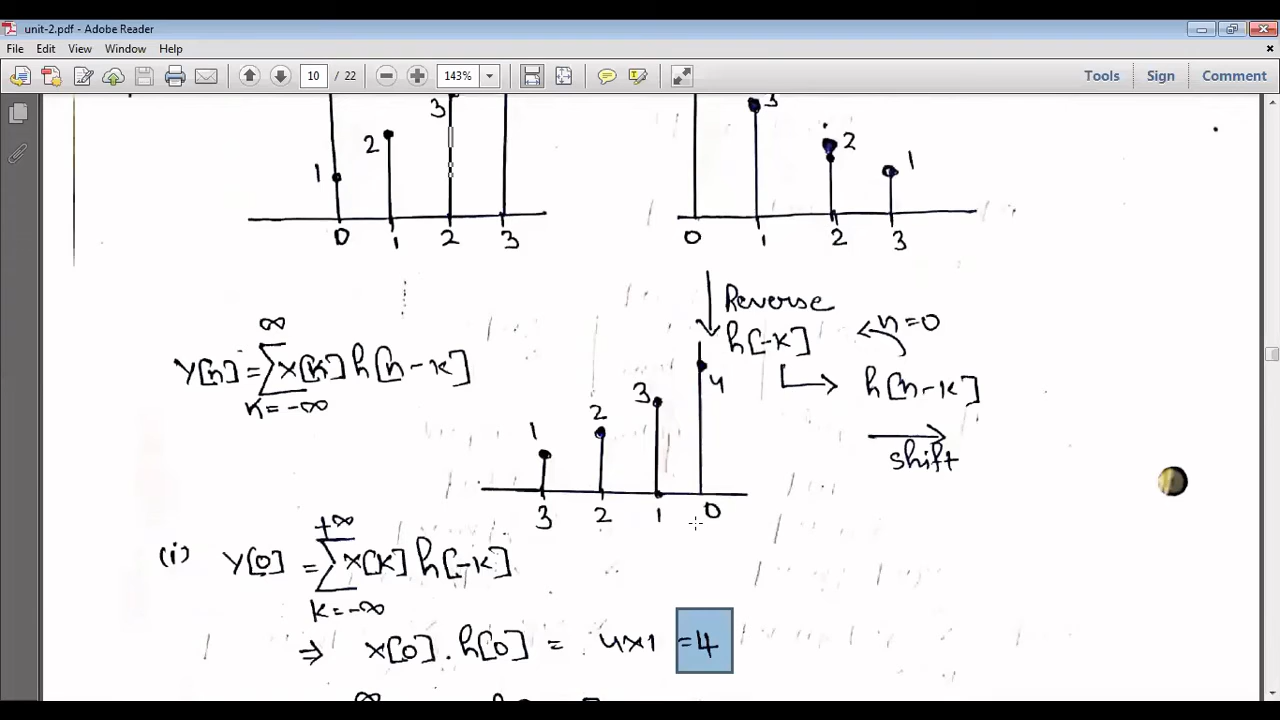 unit-2.pdf - Adobe Reader
File Edit View Window Help
10 / 22 143% Tools Sign Comment
3 3
1 2 2 1
0 1 2 3 0 1 2 3
Reverse
h[-k] n=0
h[n-k]
shift
Y[n] = ∑ x[k] h[n-k]
∞
k=-∞
1 2 3 4
3 2 1 0
(i) Y[0] = ∑ x[k] h[-k]
+∞
k=-∞
⇒ x[0] . h[0] = 4x1 =4